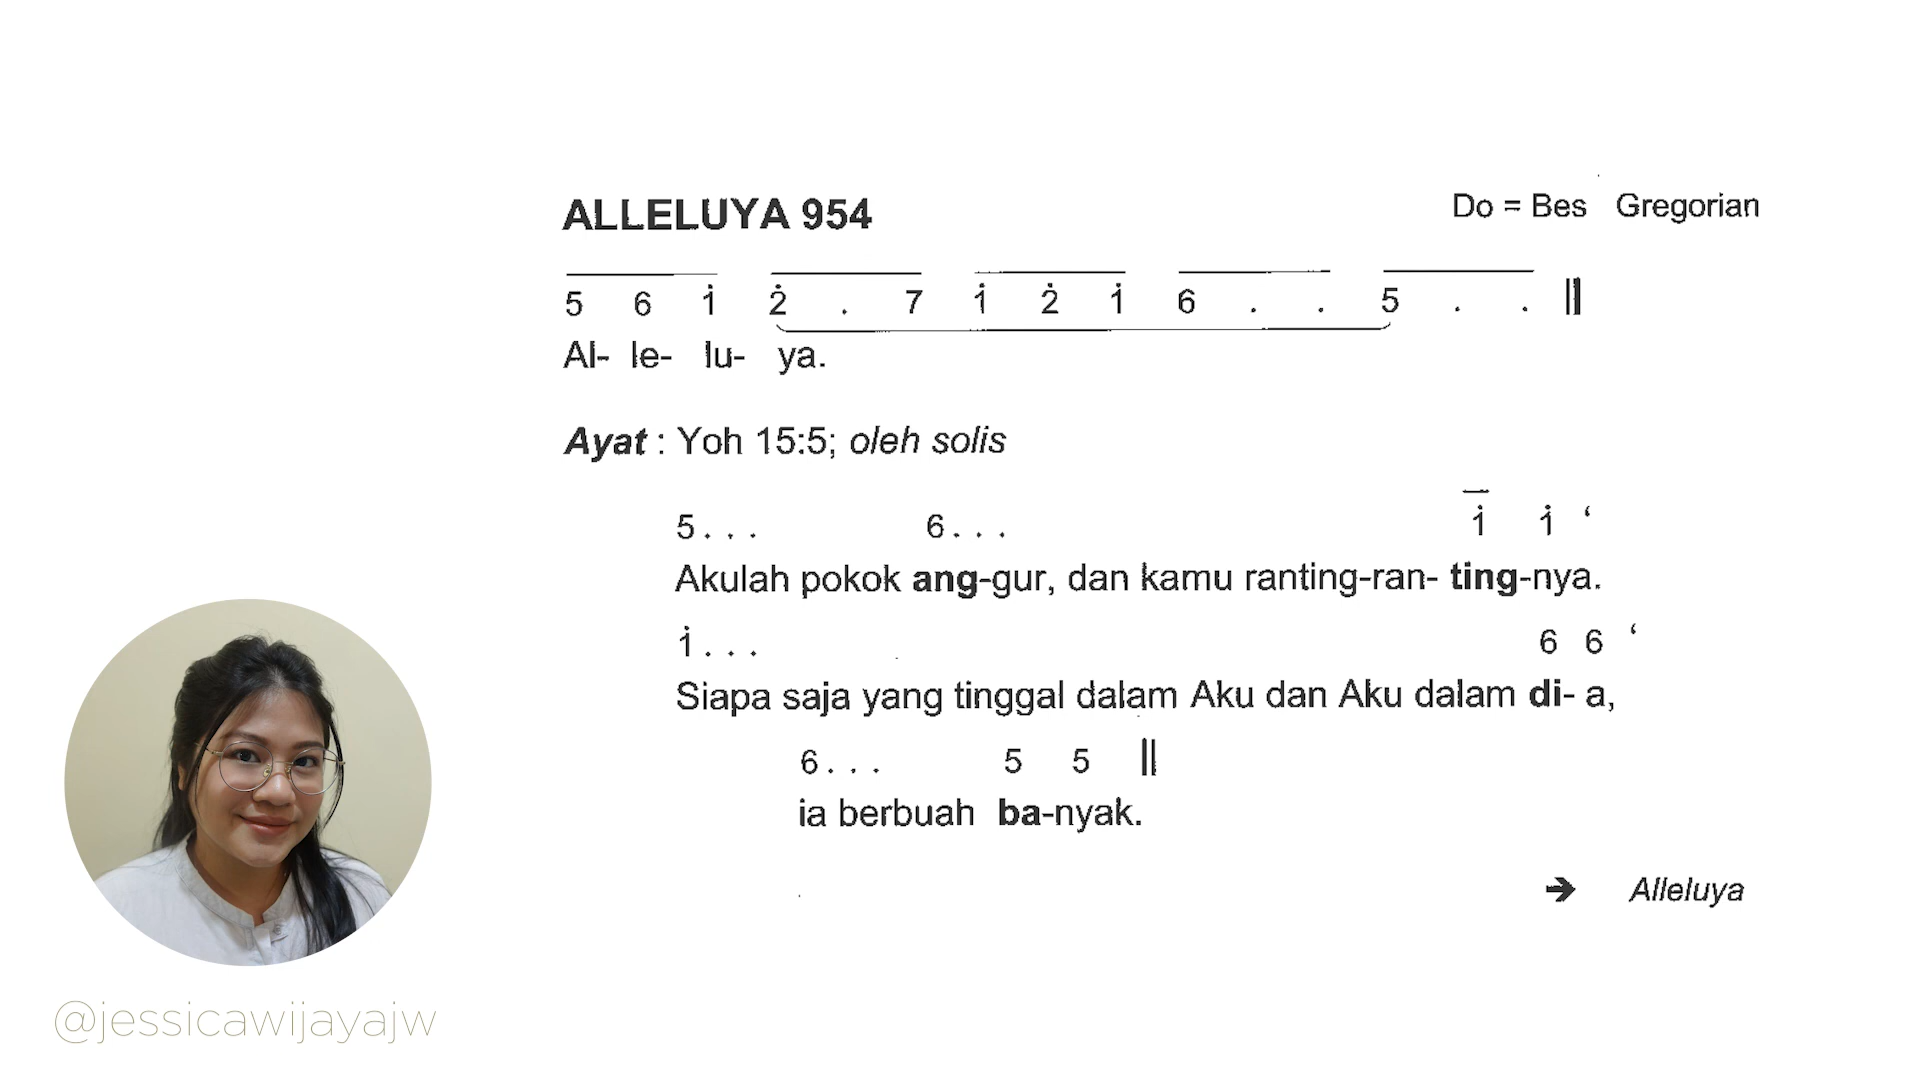 ALLELUYA 954
Do = Bes Gregorian
5 6 1̇ 2̇ . 7 1̇ 2̇ 1̇ 6 . . 5 . . ||
Al- le- lu- ya.
Ayat : Yoh 15:5; oleh solis
5 . . . 6 . . . 1̇ 1̇ ‘
Akulah pokok ang-gur, dan kamu ranting-ran- ting-nya.
1̇ . . . 6 6 ‘
Siapa saja yang tinggal dalam Aku dan Aku dalam di- a,
6 . . . 5 5 ||
ia berbuah ba-nyak.
➔ Alleluya
@jessicawijayajw